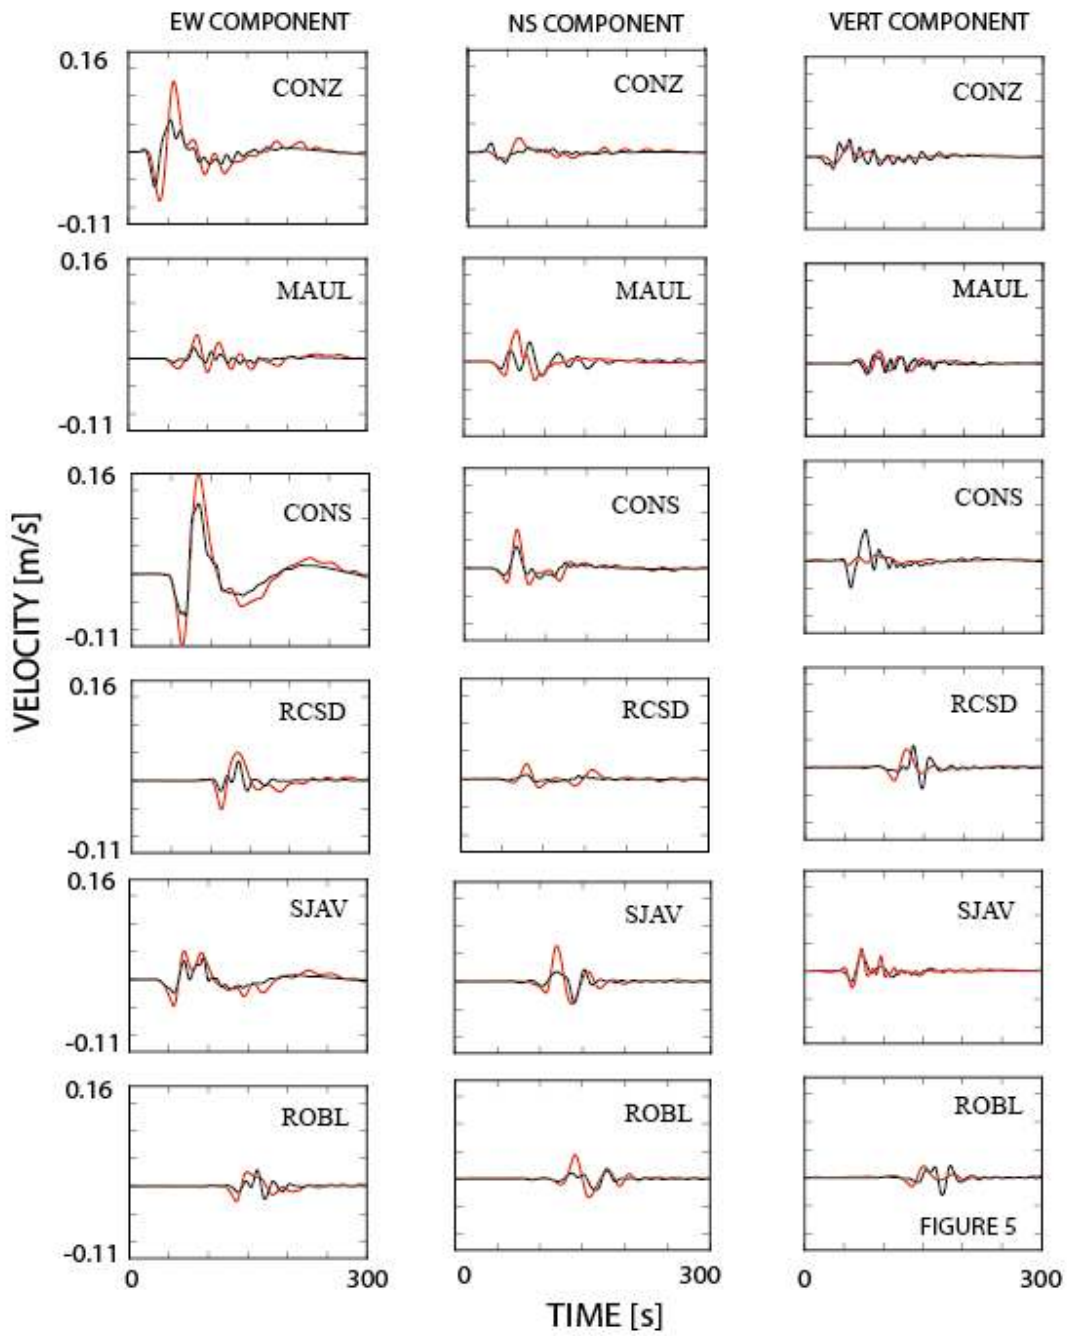 EW COMPONENT NS COMPONENT VERT COMPONENT
0.16
CONZ CONZ CONZ
-0.11
0.16
MAUL MAUL MAUL
-0.11
0.16
CONS CONS CONS
-0.11
0.16
RCSD RCSD RCSD
-0.11
0.16
SJAV SJAV SJAV
-0.11
0.16
ROBL ROBL ROBL
FIGURE 5
-0.11
0 300 0 300 0 300
VELOCITY [m/s]
TIME [s]